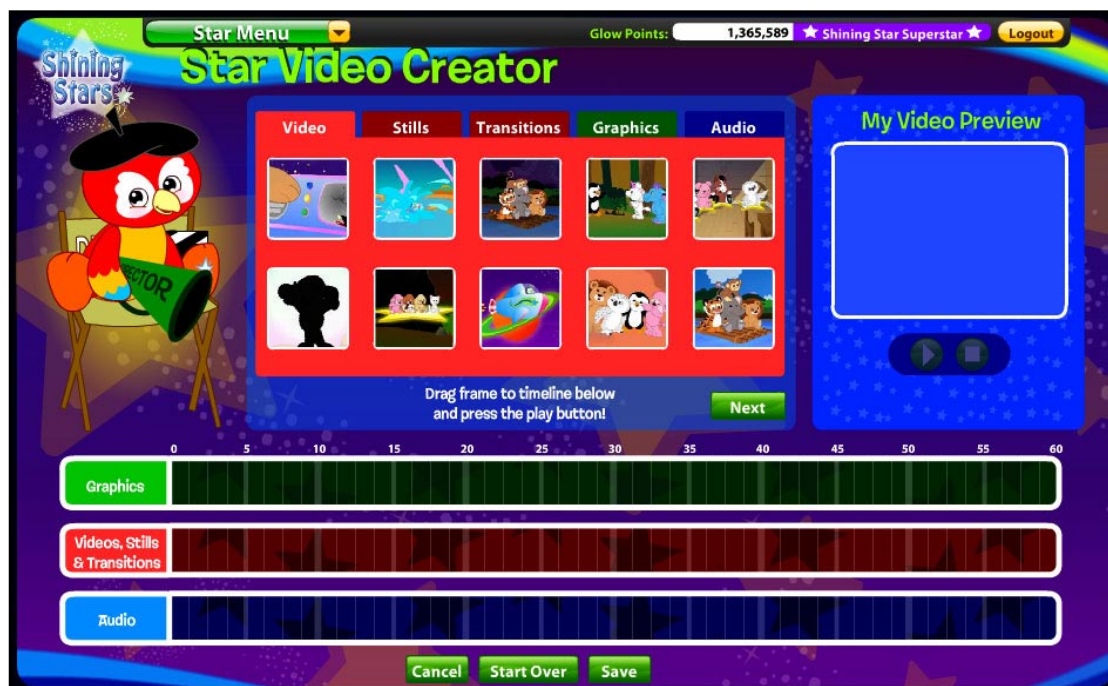 Star Menu
Glow Points: 1,365,589 Shining Star Superstar Logout
Shining
Stars
Star Video Creator
Video Stills Transitions Graphics Audio
My Video Preview
ECTOR
Drag frame to timeline below
and press the play button!
Next
0 5 10 15 20 25 30 35 40 45 50 55 60
Graphics
Videos, Stills
& Transitions
Audio
Cancel Start Over Save